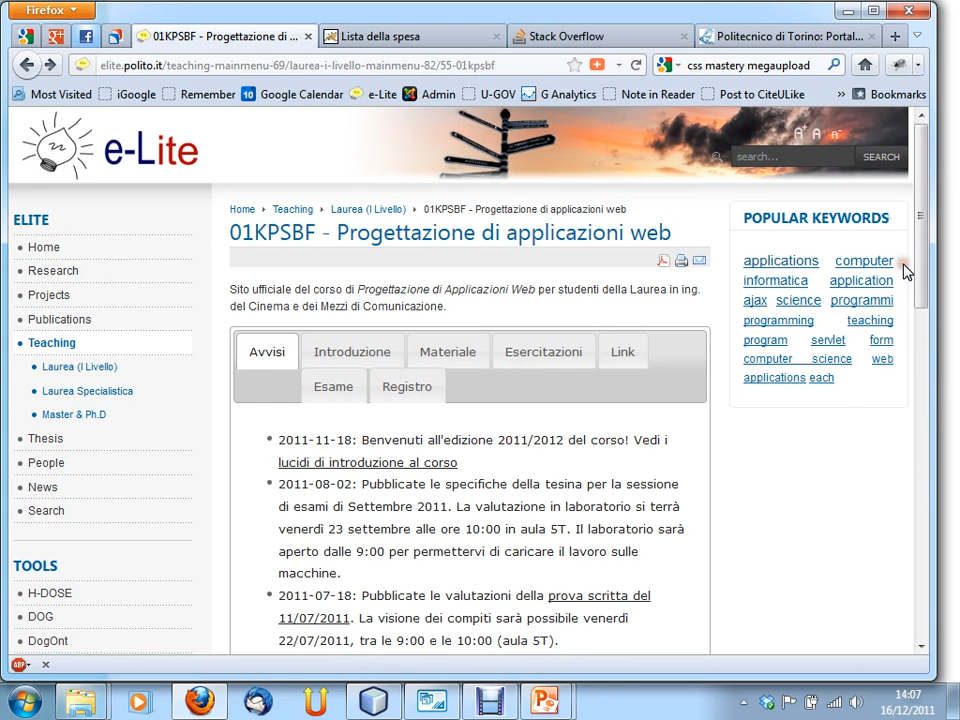 Firefox
01KPSBF - Progettazione di ...
Lista della spesa
Stack Overflow
Politecnico di Torino: Portal...
elite.polito.it/teaching-mainmenu-69/laurea-i-livello-mainmenu-82/55-01kpsbf
css mastery megaupload
Most Visited iGoogle Remember Google Calendar e-Lite Admin U-GOV G Analytics Note in Reader Post to CiteULike » Bookmarks
e-Lite
A+ A A-
search... SEARCH
ELITE
Home
Research
Projects
Publications
Teaching
Laurea (I Livello)
Laurea Specialistica
Master & Ph.D
Thesis
People
News
Search
TOOLS
H-DOSE
DOG
DogOnt
Home Teaching Laurea (I Livello) 01KPSBF - Progettazione di applicazioni web
01KPSBF - Progettazione di applicazioni web
Sito ufficiale del corso di Progettazione di Applicazioni Web per studenti della Laurea in ing.
del Cinema e dei Mezzi di Comunicazione.
Avvisi Introduzione Materiale Esercitazioni Link
Esame Registro
2011-11-18: Benvenuti all'edizione 2011/2012 del corso! Vedi i
lucidi di introduzione al corso
2011-08-02: Pubblicate le specifiche della tesina per la sessione
di esami di Settembre 2011. La valutazione in laboratorio si terrà
venerdì 23 settembre alle ore 10:00 in aula 5T. Il laboratorio sarà
aperto dalle 9:00 per permettervi di caricare il lavoro sulle
macchine.
2011-07-18: Pubblicate le valutazioni della prova scritta del
11/07/2011. La visione dei compiti sarà possibile venerdì
22/07/2011, tra le 9:00 e le 10:00 (aula 5T).
POPULAR KEYWORDS
applications computer
informatica application
ajax science programmi
programming teaching
program servlet form
computer science web
applications each
ABP
14:07
16/12/2011